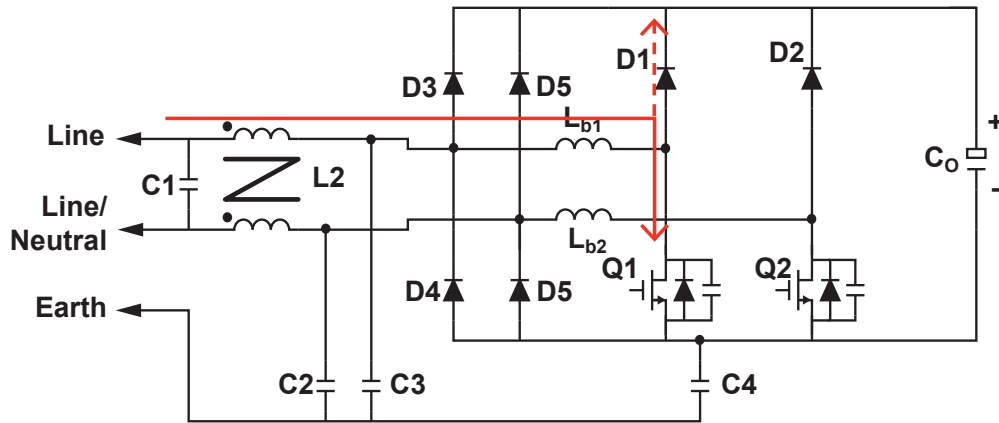 D3
D5
D1
D2
Line
Lb1
C1
L2
+
CO
-
Line/
Neutral
Lb2
Q1
Q2
D4
D5
Earth
C2
C3
C4